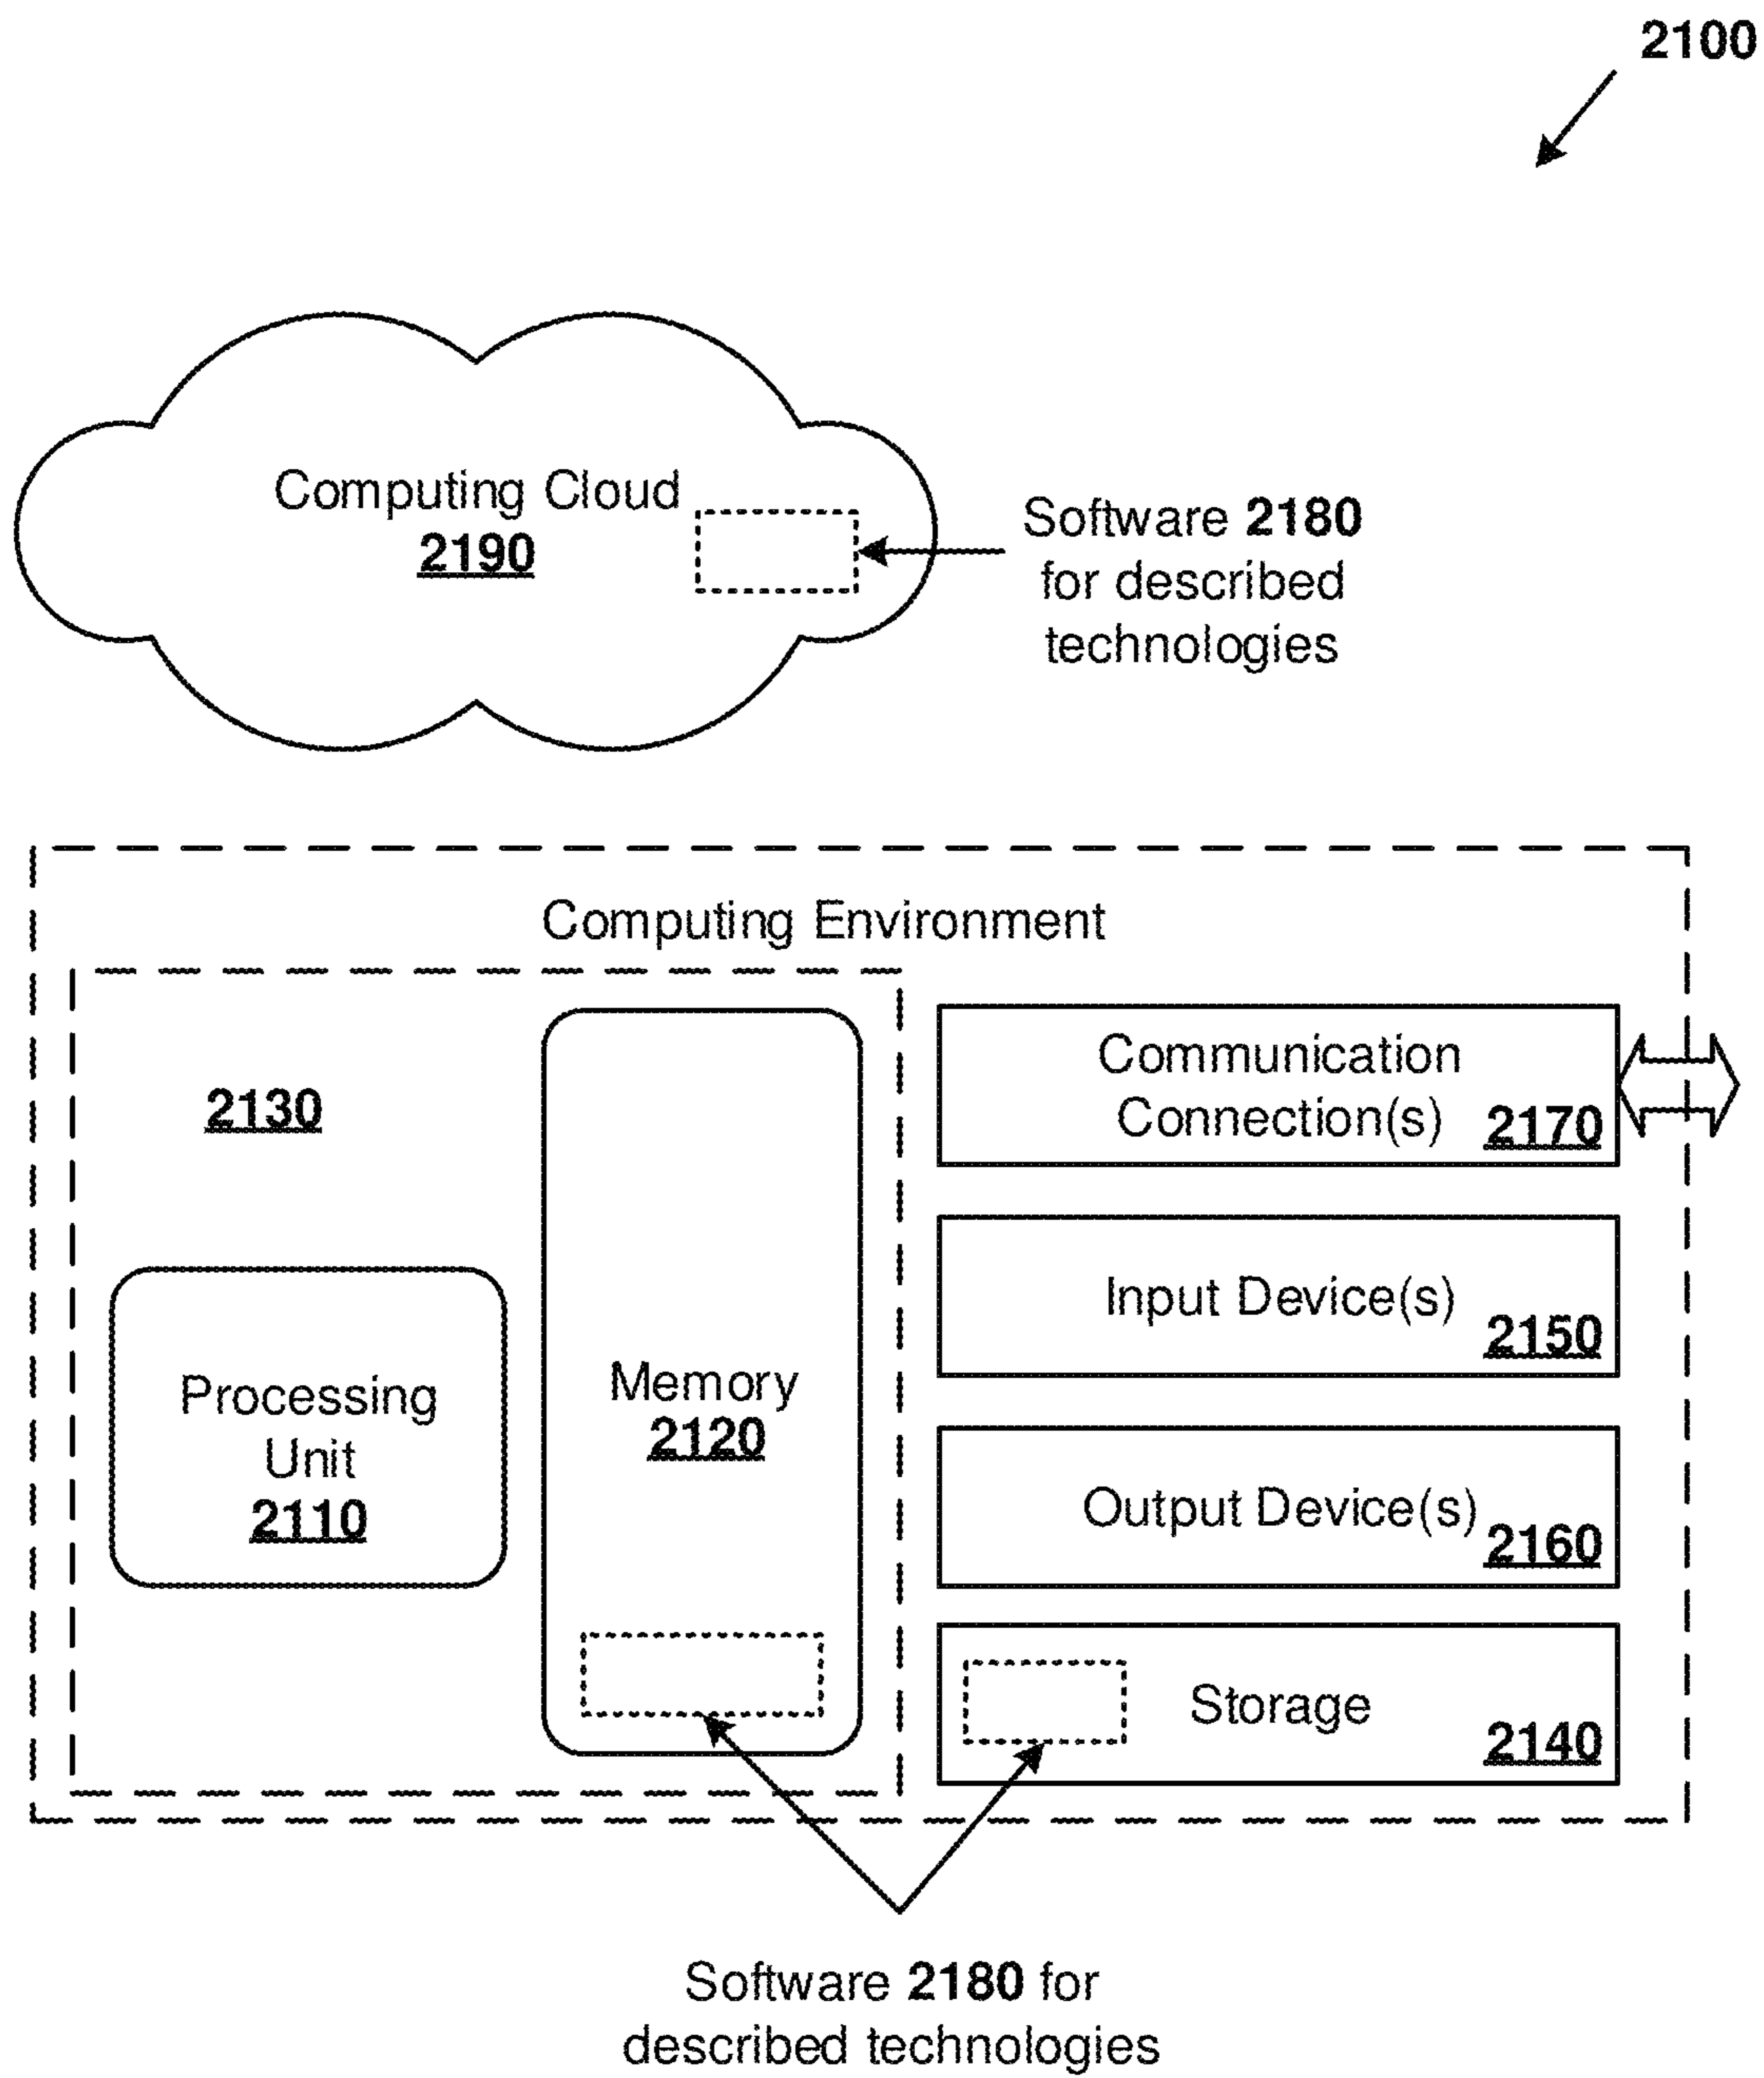 2100
Computing Cloud
2190
Software 2180
for described
technologies
Computing Environment
2130
Processing
Unit
2110
Memory
2120
Communication
Connection(s) 2170
Input Device(s) 2150
Output Device(s) 2160
Storage 2140
Software 2180 for
described technologies